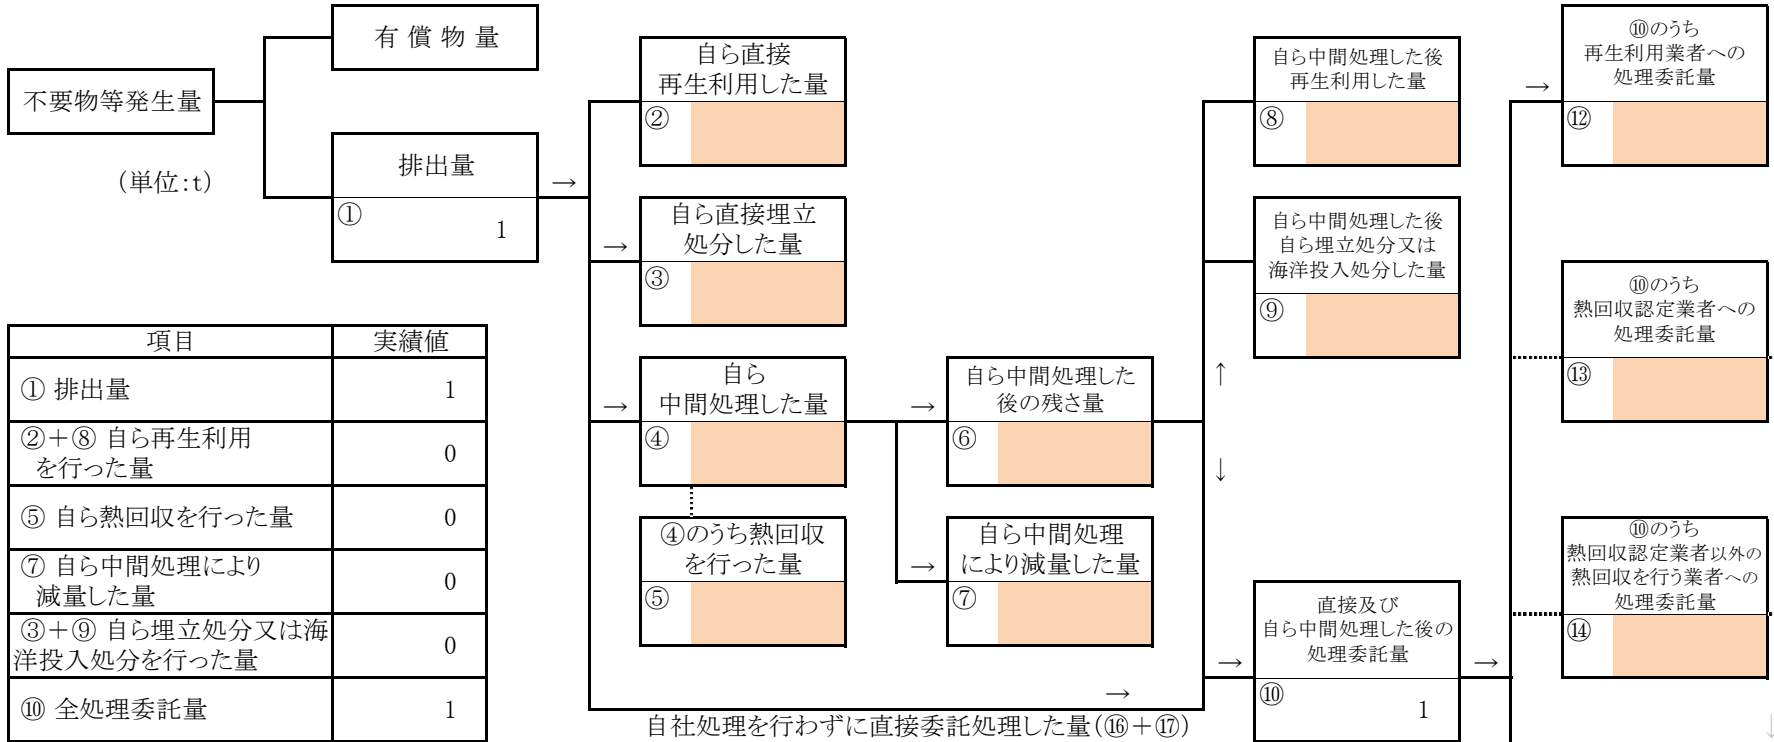 有 償 物 量
不要物等発生量
(単位:t)
排出量
①
1
→
自ら直接
再生利用した量
②
→
自ら直接埋立
処分した量
③
→
自ら
中間処理した量
④
④のうち熱回収
を行った量
⑤
→
自ら中間処理した
後の残さ量
⑥
→
自ら中間処理
により減量した量
⑦
自ら中間処理した後
再生利用した量
⑧
自ら中間処理した後
自ら埋立処分又は
海洋投入処分した量
⑨
↑
↓
→
直接及び
自ら中間処理した後の
処理委託量
⑩
1
→
→
自社処理を行わずに直接委託処理した量(⑯+⑰)
→
⑩のうち
再生利用業者への
処理委託量
⑫
⑩のうち
熱回収認定業者への
処理委託量
⑬
⑩のうち
熱回収認定業者以外の
熱回収を行う業者への
処理委託量
⑭
↓
項目 実績値
① 排出量 1
②+⑧ 自ら再生利用
を行った量 0
⑤ 自ら熱回収を行った量 0
⑦ 自ら中間処理により
減量した量 0
③+⑨ 自ら埋立処分又は海
洋投入処分を行った量 0
⑩ 全処理委託量 1